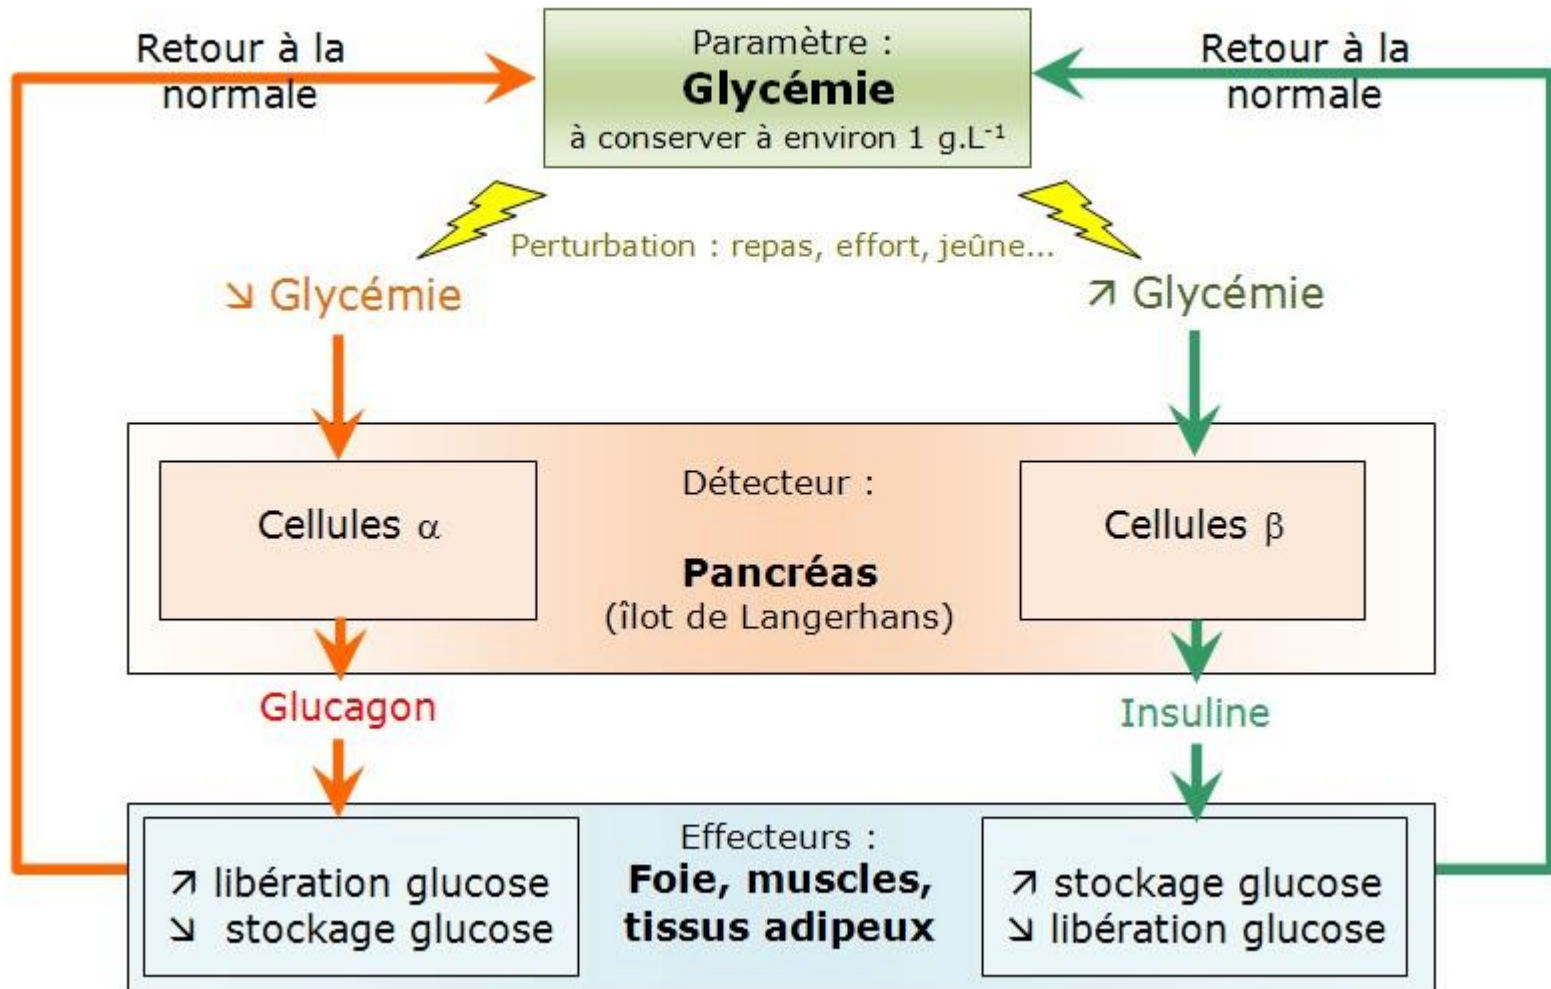 Retour à la
normale
Paramètre :
Glycémie
à conserver à environ 1 g.L⁻¹
Retour à la
normale
Perturbation : repas, effort, jeûne...
↘ Glycémie
↗ Glycémie
Cellules α
Détecteur :
Pancréas
(îlot de Langerhans)
Cellules β
Glucagon
Insuline
↗ libération glucose
↘ stockage glucose
Effecteurs :
Foie, muscles,
tissus adipeux
↗ stockage glucose
↘ libération glucose